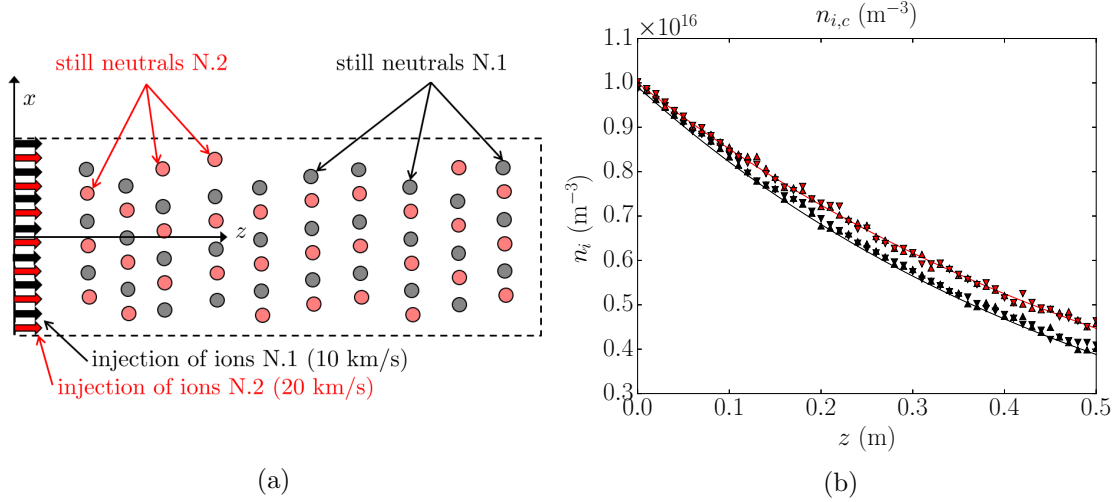 still neutrals N.2
still neutrals N.1
x
z
injection of ions N.1 (10 km/s)
injection of ions N.2 (20 km/s)
(a)
×10^16
n_{i,c} (m^−3)
1.1
1.0
0.9
0.8
0.7
0.6
0.5
0.4
0.3
n_i (m^−3)
0.0 0.1 0.2 0.3 0.4 0.5
z (m)
(b)